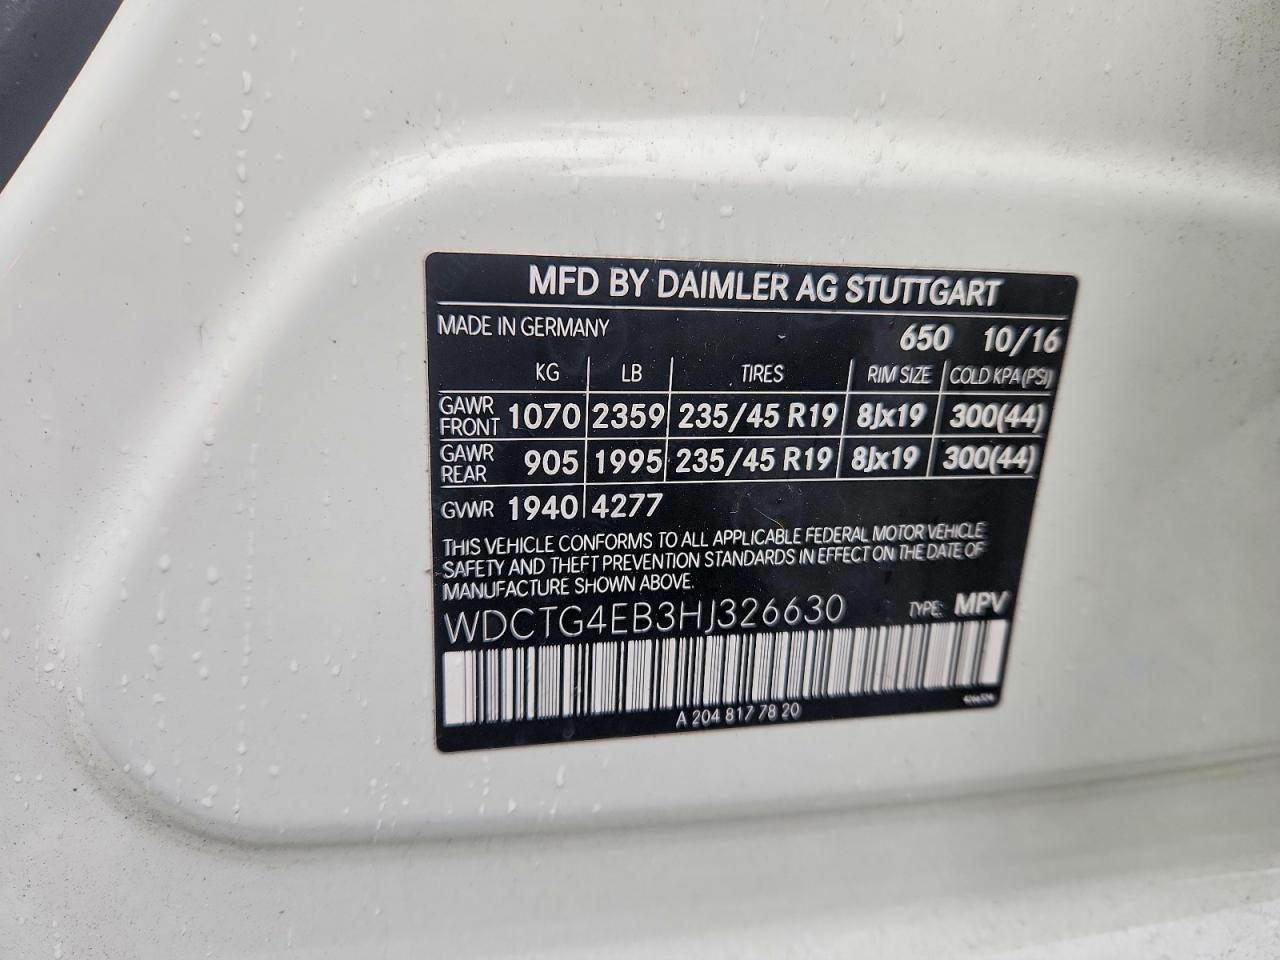 MFD BY DAIMLER AG STUTTGART
MADE IN GERMANY 650 10/16
KG LB TIRES RIM SIZE COLD KPA (PSI)
GAWR FRONT 1070 2359 235/45 R19 8Jx19 300(44)
GAWR REAR 905 1995 235/45 R19 8Jx19 300(44)
GVWR 1940 4277
THIS VEHICLE CONFORMS TO ALL APPLICABLE FEDERAL MOTOR VEHICLE
SAFETY AND THEFT PREVENTION STANDARDS IN EFFECT ON THE DATE OF
MANUFACTURE SHOWN ABOVE.
WDCTG4EB3HJ326630 TYPE: MPV
A 204 817 78 20